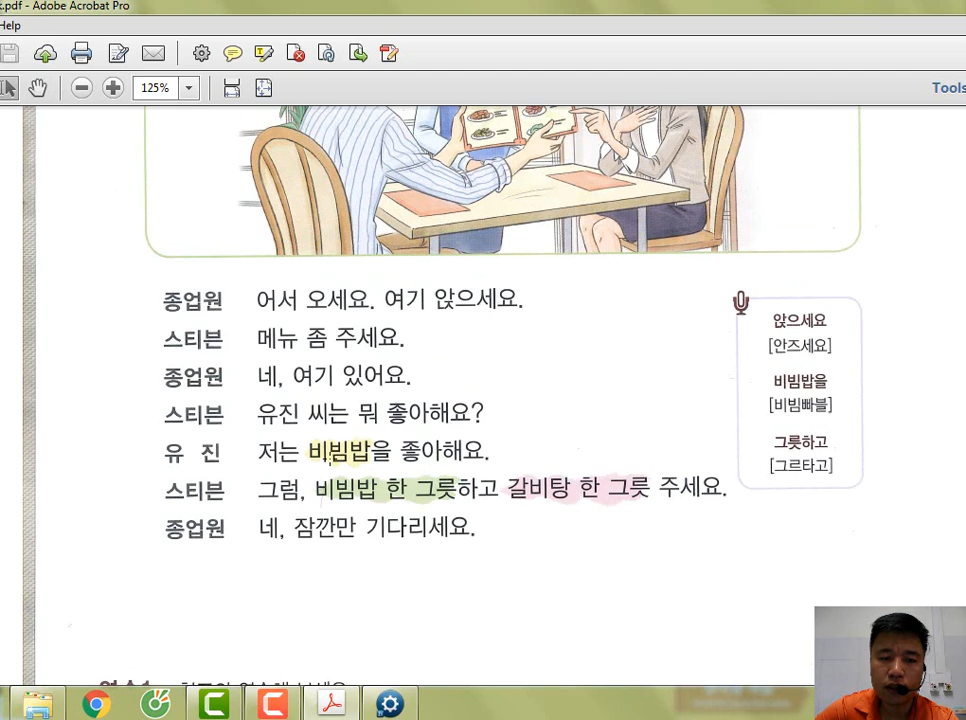 k.pdf - Adobe Acrobat Pro
Help
125%
Tools
종업원 어서 오세요. 여기 앉으세요.
스티븐 메뉴 좀 주세요.
종업원 네, 여기 있어요.
스티븐 유진 씨는 뭐 좋아해요?
유 진 저는 비빔밥을 좋아해요.
스티븐 그럼, 비빔밥 한 그릇하고 갈비탕 한 그릇 주세요.
종업원 네, 잠깐만 기다리세요.
앉으세요
[안즈세요]
비빔밥을
[비빔빠블]
그릇하고
[그르타고]